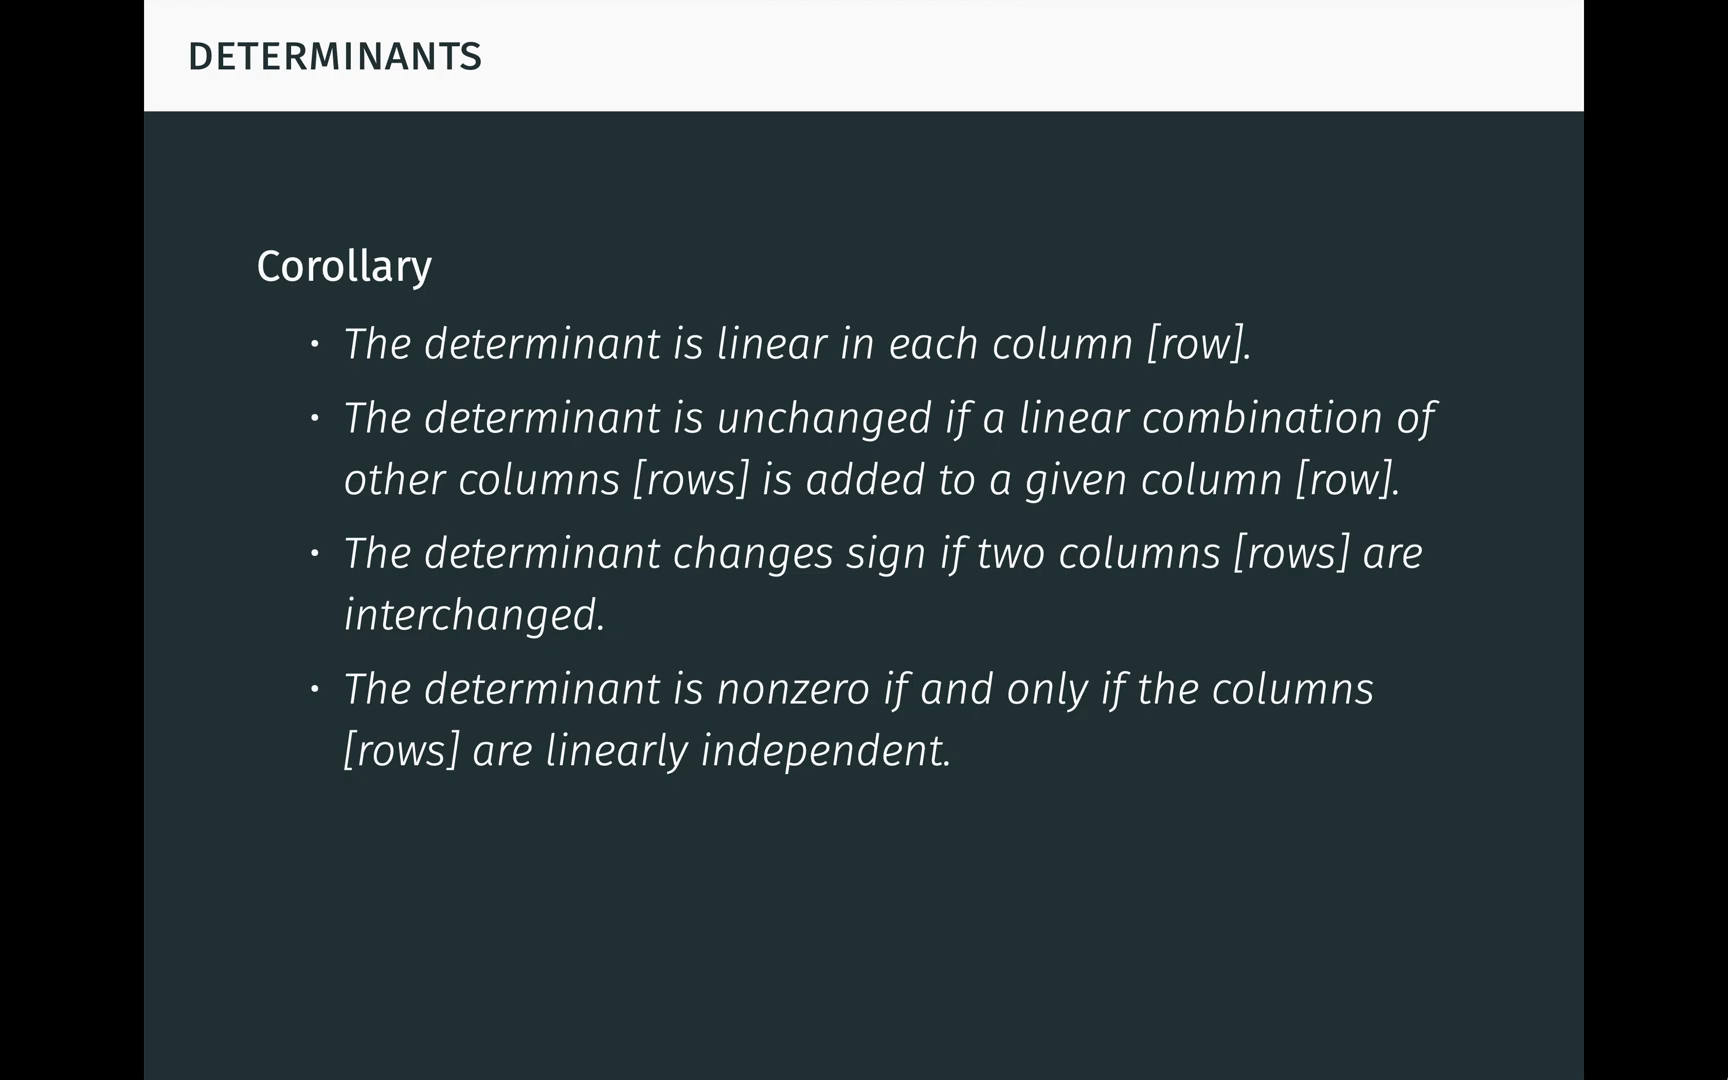 DETERMINANTS
Corollary
• The determinant is linear in each column [row].
• The determinant is unchanged if a linear combination of
other columns [rows] is added to a given column [row].
• The determinant changes sign if two columns [rows] are
interchanged.
• The determinant is nonzero if and only if the columns
[rows] are linearly independent.